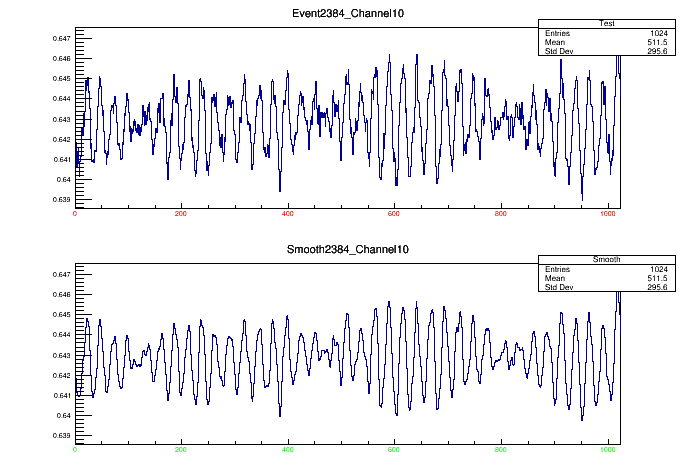 Event2384_Channel10
Test
Entries 1024
Mean 511.5
Std Dev 295.6
0.647
0.646
0.645
0.644
0.643
0.642
0.641
0.64
0.639
0 200 400 600 800 1000
Smooth2384_Channel10
Smooth
Entries 1024
Mean 511.5
Std Dev 295.6
0.647
0.646
0.645
0.644
0.643
0.642
0.641
0.64
0.639
0 200 400 600 800 1000